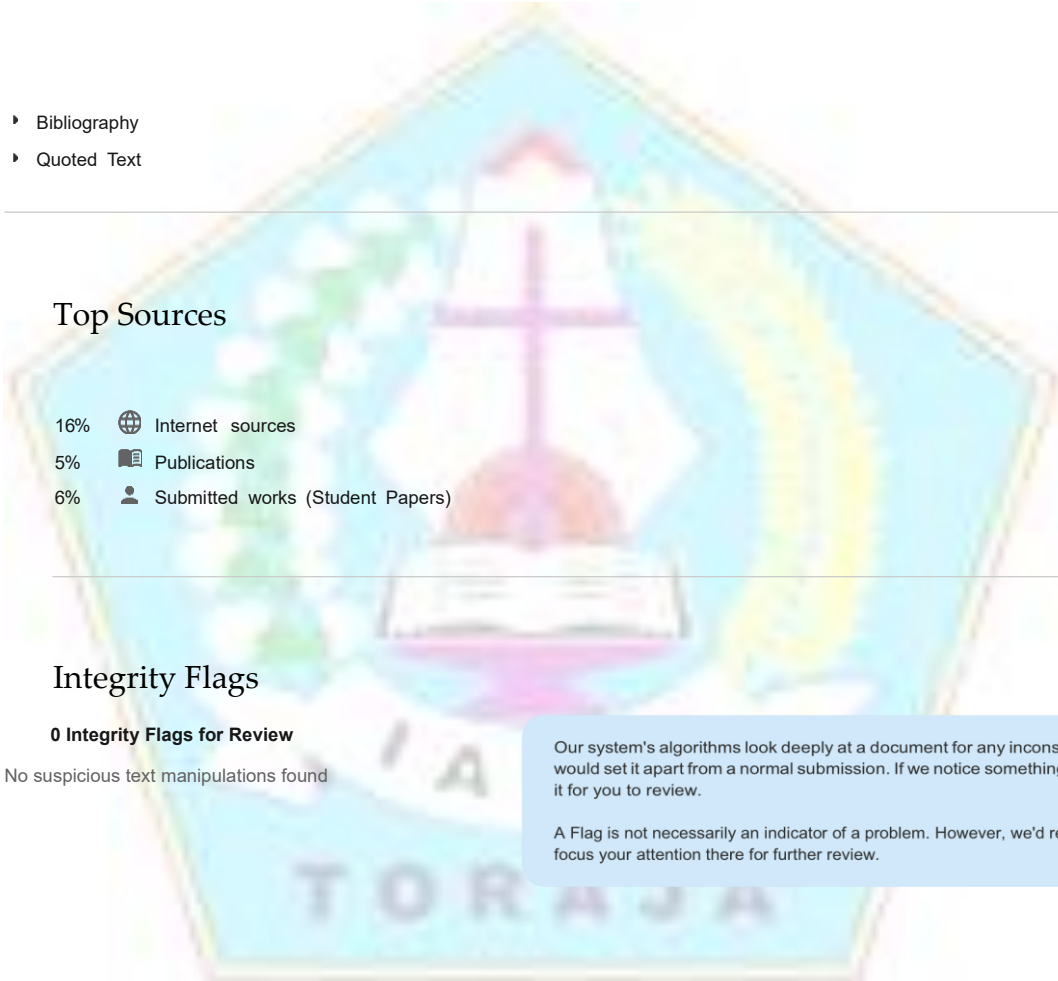 Bibliography
Quoted Text
Top Sources
16% Internet sources
5% Publications
6% Submitted works (Student Papers)
Integrity Flags
0 Integrity Flags for Review
No suspicious text manipulations found
Our system's algorithms look deeply at a document for any incons
would set it apart from a normal submission. If we notice something
it for you to review.
A Flag is not necessarily an indicator of a problem. However, we'd re
focus your attention there for further review.
I A
TORAJA